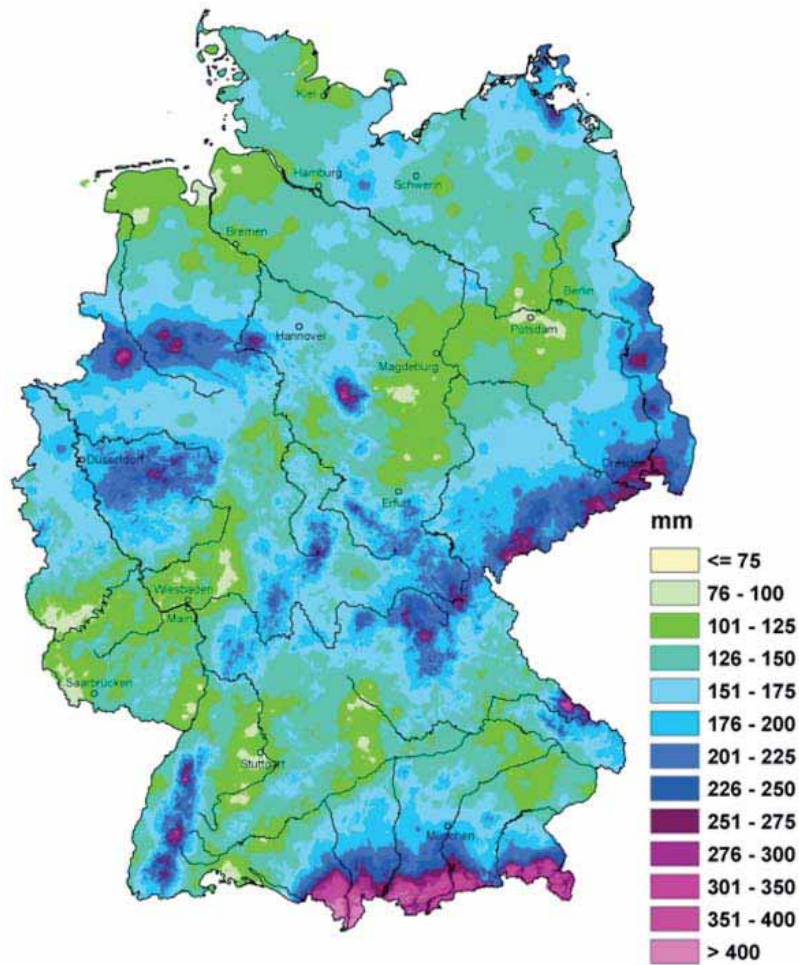 Kiel
Hamburg
Schwerin
Bremen
Berlin
Potsdam
Hannover
Magdeburg
Düsseldorf
Dresden
Erfurt
Wiesbaden
Mainz
Saarbrücken
Stuttgart
München
mm
<= 75
76 - 100
101 - 125
126 - 150
151 - 175
176 - 200
201 - 225
226 - 250
251 - 275
276 - 300
301 - 350
351 - 400
> 400